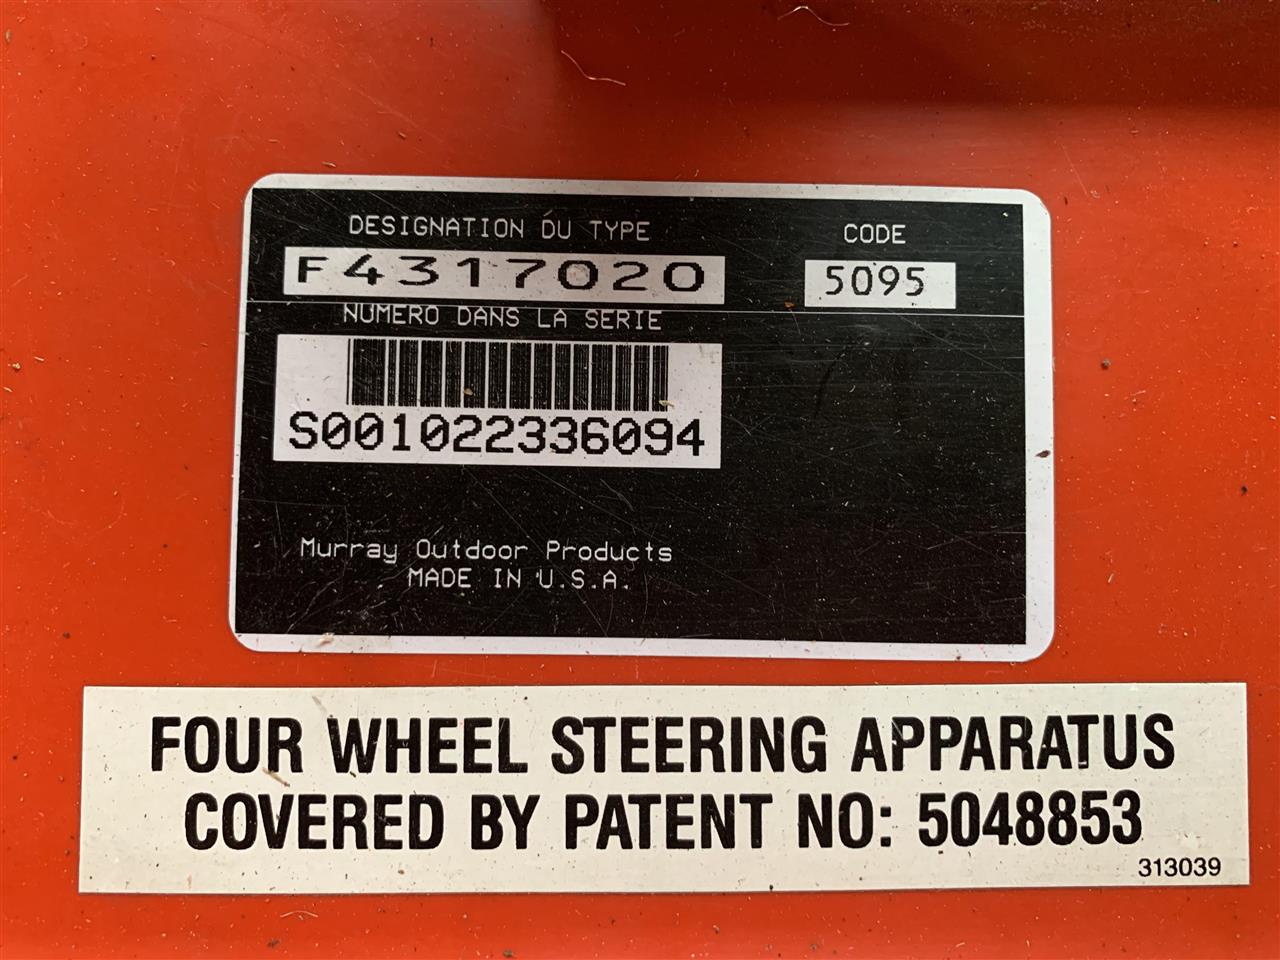 DESIGNATION DU TYPE
CODE
F4317020
5095
NUMERO DANS LA SERIE
S001022336094
Murray Outdoor Products
MADE IN U.S.A.
FOUR WHEEL STEERING APPARATUS
COVERED BY PATENT NO: 5048853
313039